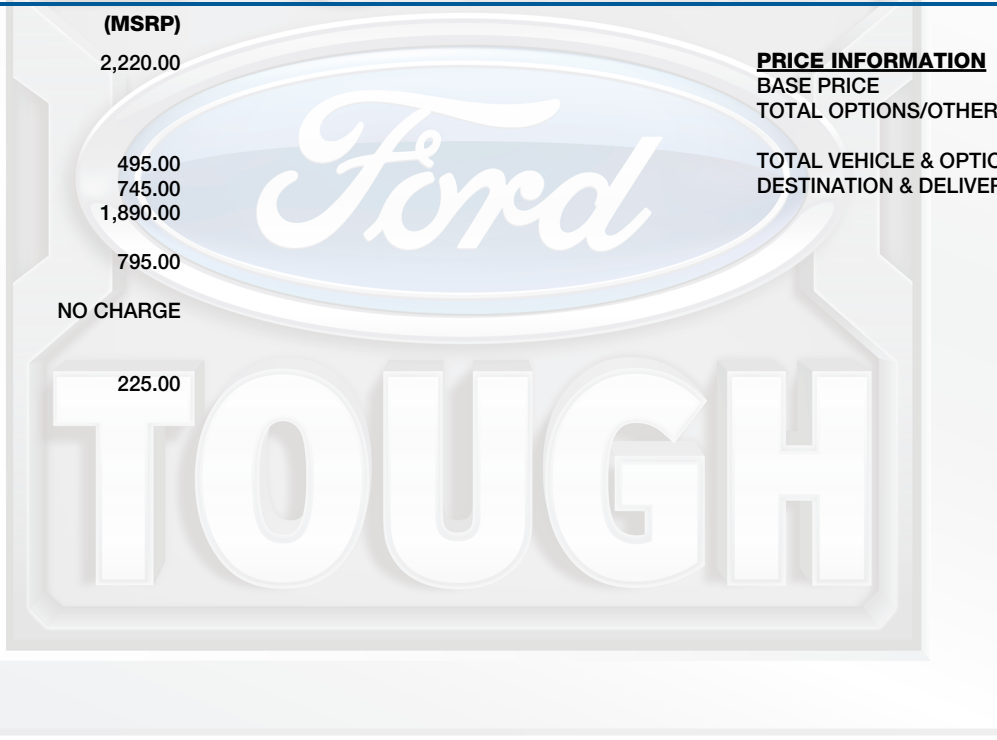 (MSRP)
2,220.00
495.00
745.00
1,890.00
795.00
NO CHARGE
225.00
PRICE INFORMATION
BASE PRICE
TOTAL OPTIONS/OTHER
TOTAL VEHICLE & OPTIO
DESTINATION & DELIVER
Ford
TOUGH